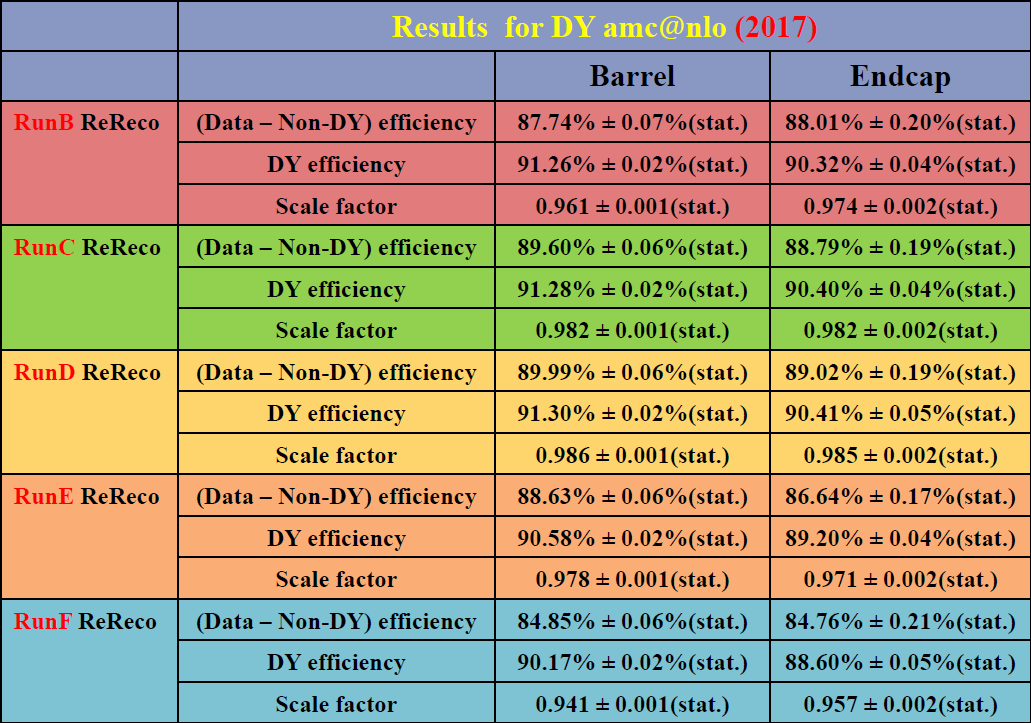 Results for DY amc@nlo (2017)
Barrel Endcap
RunB ReReco (Data – Non-DY) efficiency 87.74% ± 0.07%(stat.) 88.01% ± 0.20%(stat.)
DY efficiency 91.26% ± 0.02%(stat.) 90.32% ± 0.04%(stat.)
Scale factor 0.961 ± 0.001(stat.) 0.974 ± 0.002(stat.)
RunC ReReco (Data – Non-DY) efficiency 89.60% ± 0.06%(stat.) 88.79% ± 0.19%(stat.)
DY efficiency 91.28% ± 0.02%(stat.) 90.40% ± 0.04%(stat.)
Scale factor 0.982 ± 0.001(stat.) 0.982 ± 0.002(stat.)
RunD ReReco (Data – Non-DY) efficiency 89.99% ± 0.06%(stat.) 89.02% ± 0.19%(stat.)
DY efficiency 91.30% ± 0.02%(stat.) 90.41% ± 0.05%(stat.)
Scale factor 0.986 ± 0.001(stat.) 0.985 ± 0.002(stat.)
RunE ReReco (Data – Non-DY) efficiency 88.63% ± 0.06%(stat.) 86.64% ± 0.17%(stat.)
DY efficiency 90.58% ± 0.02%(stat.) 89.20% ± 0.04%(stat.)
Scale factor 0.978 ± 0.001(stat.) 0.971 ± 0.002(stat.)
RunF ReReco (Data – Non-DY) efficiency 84.85% ± 0.06%(stat.) 84.76% ± 0.21%(stat.)
DY efficiency 90.17% ± 0.02%(stat.) 88.60% ± 0.05%(stat.)
Scale factor 0.941 ± 0.001(stat.) 0.957 ± 0.002(stat.)